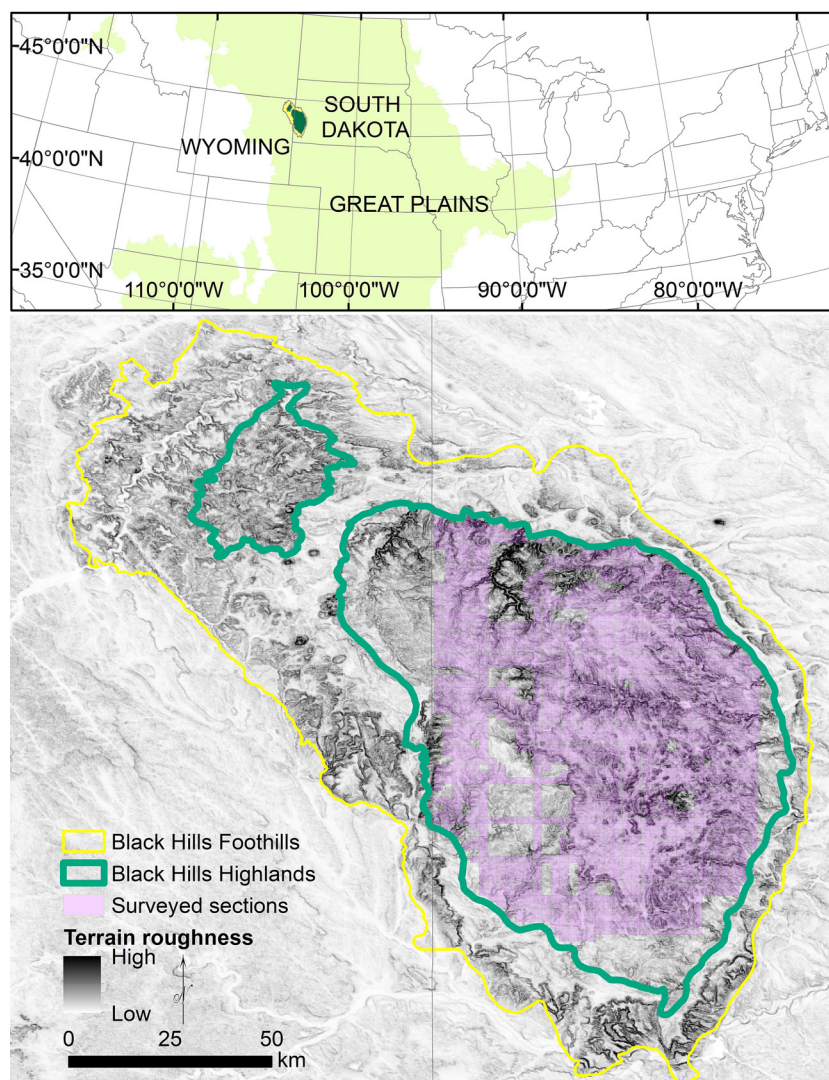 45°0'0"N
40°0'0"N
35°0'0"N
SOUTH
DAKOTA
WYOMING
GREAT PLAINS
110°0'0"W
100°0'0"W
90°0'0"W
80°0'0"W
Black Hills Foothills
Black Hills Highlands
Surveyed sections
Terrain roughness
High
Low
0 25 50
km